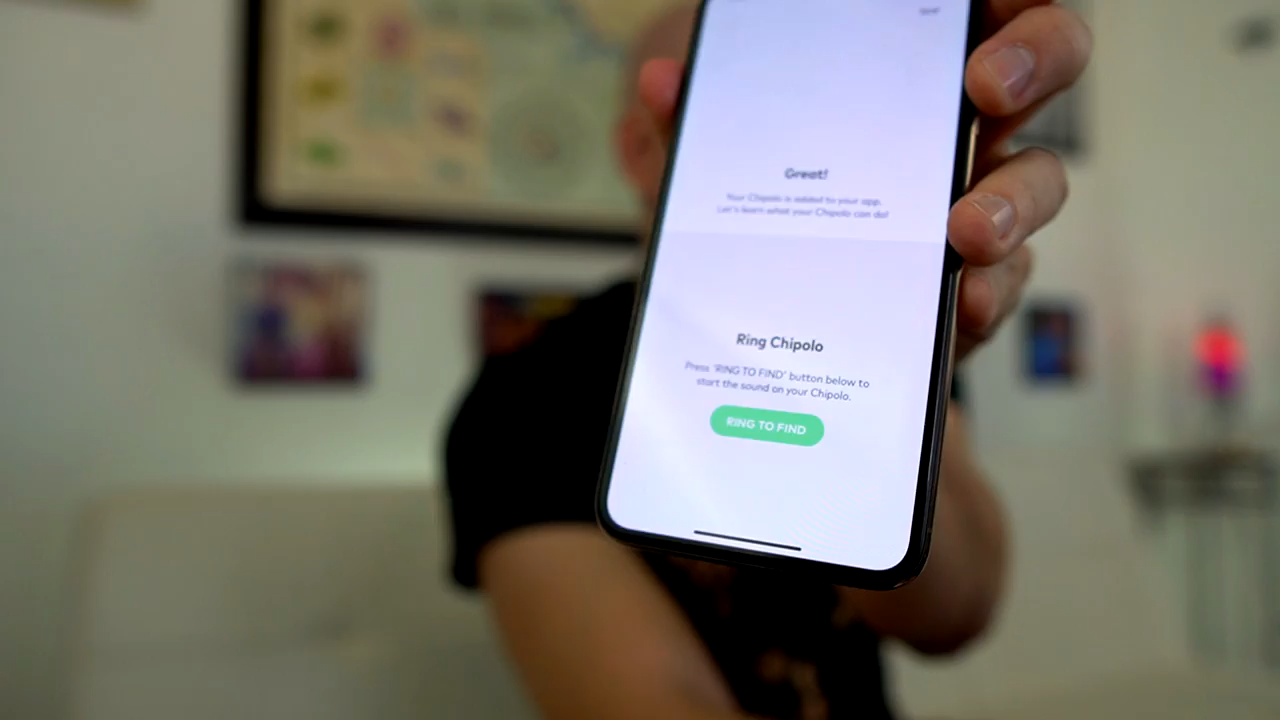 Great!
Your Chipolo is added to your app.
Let's learn what your Chipolo can do!
Ring Chipolo
Press 'RING TO FIND' button below to
start the sound on your Chipolo.
RING TO FIND